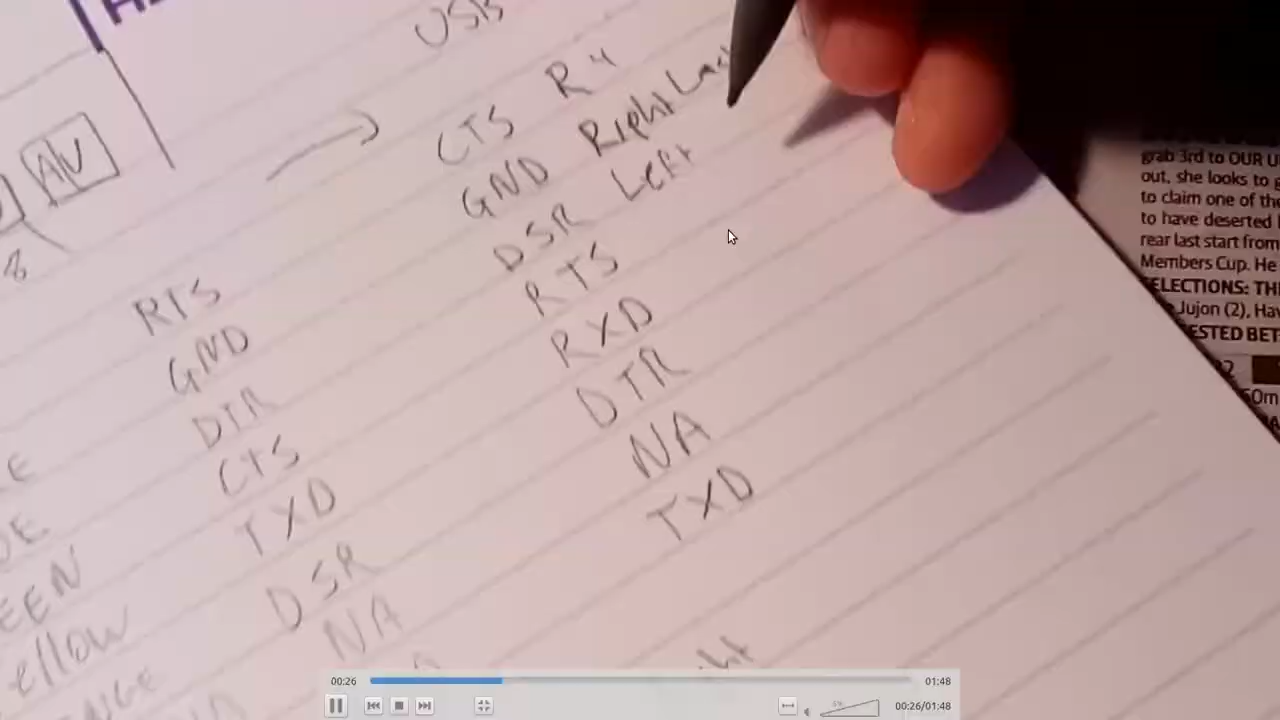 USB
CTS R4
GND Right
DSR Left
RTS
RXD
DTR
NA
TXD
AV
8
RTS
GND
DTR
CTS
TXD
DSR
NA
EEN
ellow
grab 3rd to OUR U
out, she looks to
to claim one of the
to have deserted
rear last start from
Members Cup. He
ELECTIONS: TH
Jujon (2), Hav
ESTED BET
00:26
01:48
00:26/01:48